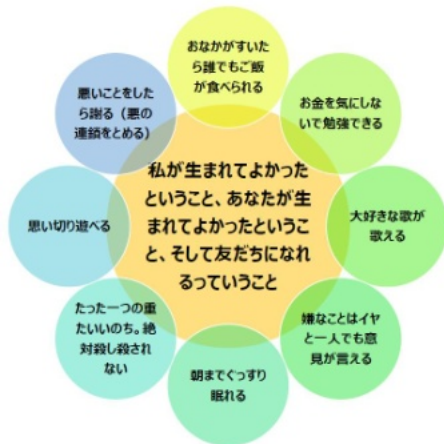 おなかがすいた
ら誰でもご飯
が食べられる
お金を気にしな
いで勉強できる
大好きな歌が
歌える
嫌なことはイヤ
と一人でも意
見が言える
朝までぐっすり
眠れる
たった一つの重
たいいのち。絶
対殺し殺され
ない
思い切り遊べる
悪いことをした
ら謝る（悪の
連鎖をとめる）
私が生まれてよかった
ということ、あなたが生
まれてよかったというこ
と、そして友だちになれ
るっていうこと